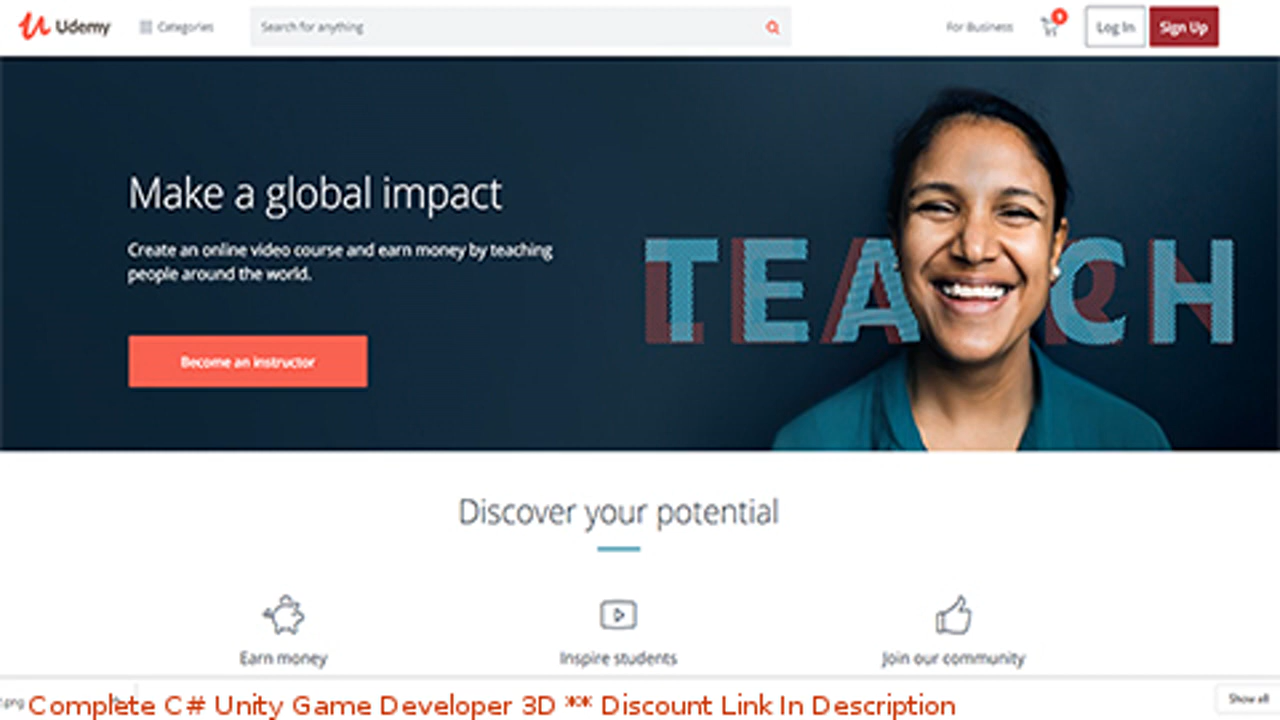 Udemy Categories Search for anything For Business Log In Sign Up
Make a global impact
Create an online video course and earn money by teaching
people around the world.
TEACH
Become an instructor
Discover your potential
Earn money Inspire students Join our community
.png Show all
Complete C# Unity Game Developer 3D ** Discount Link In Description